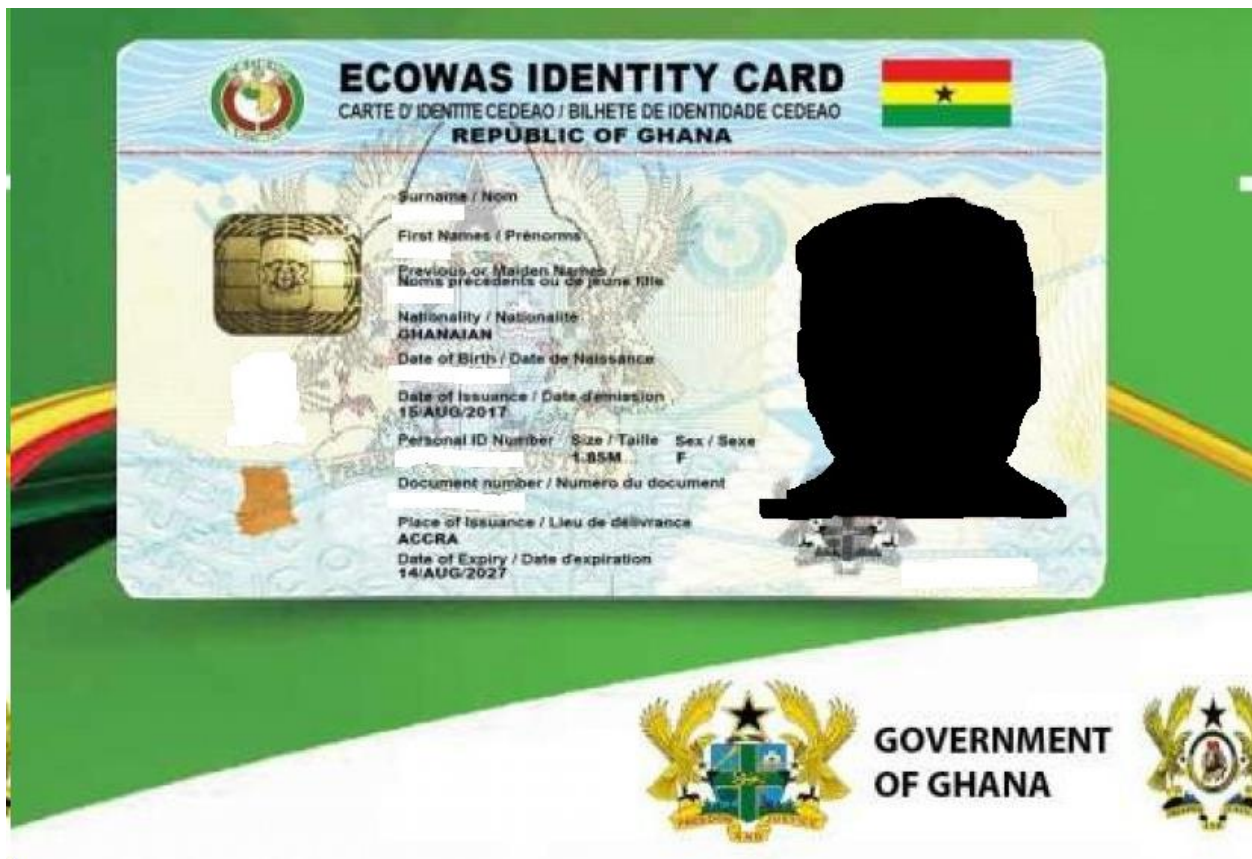 ECOWAS IDENTITY CARD
CARTE D' IDENTITE CEDEAO / BILHETE DE IDENTIDADE CEDEAO
REPUBLIC OF GHANA
Surname / Nom
First Names / Prénorms
Previous or Maiden Names /
Noms précédents ou de jeune fille
Nationality / Nationalité
GHANAIAN
Date of Birth / Date de Naissance
Date of Issuance / Date d'emission
15/AUG/2017
Personal ID Number Size / Taille Sex / Sexe
1.85M F
Document number / Numero du document
Place of Issuance / Lieu de délivrance
ACCRA
Date of Expiry / Date d'expiration
14/AUG/2027
GOVERNMENT
OF GHANA
FREEDOM AND JUSTICE